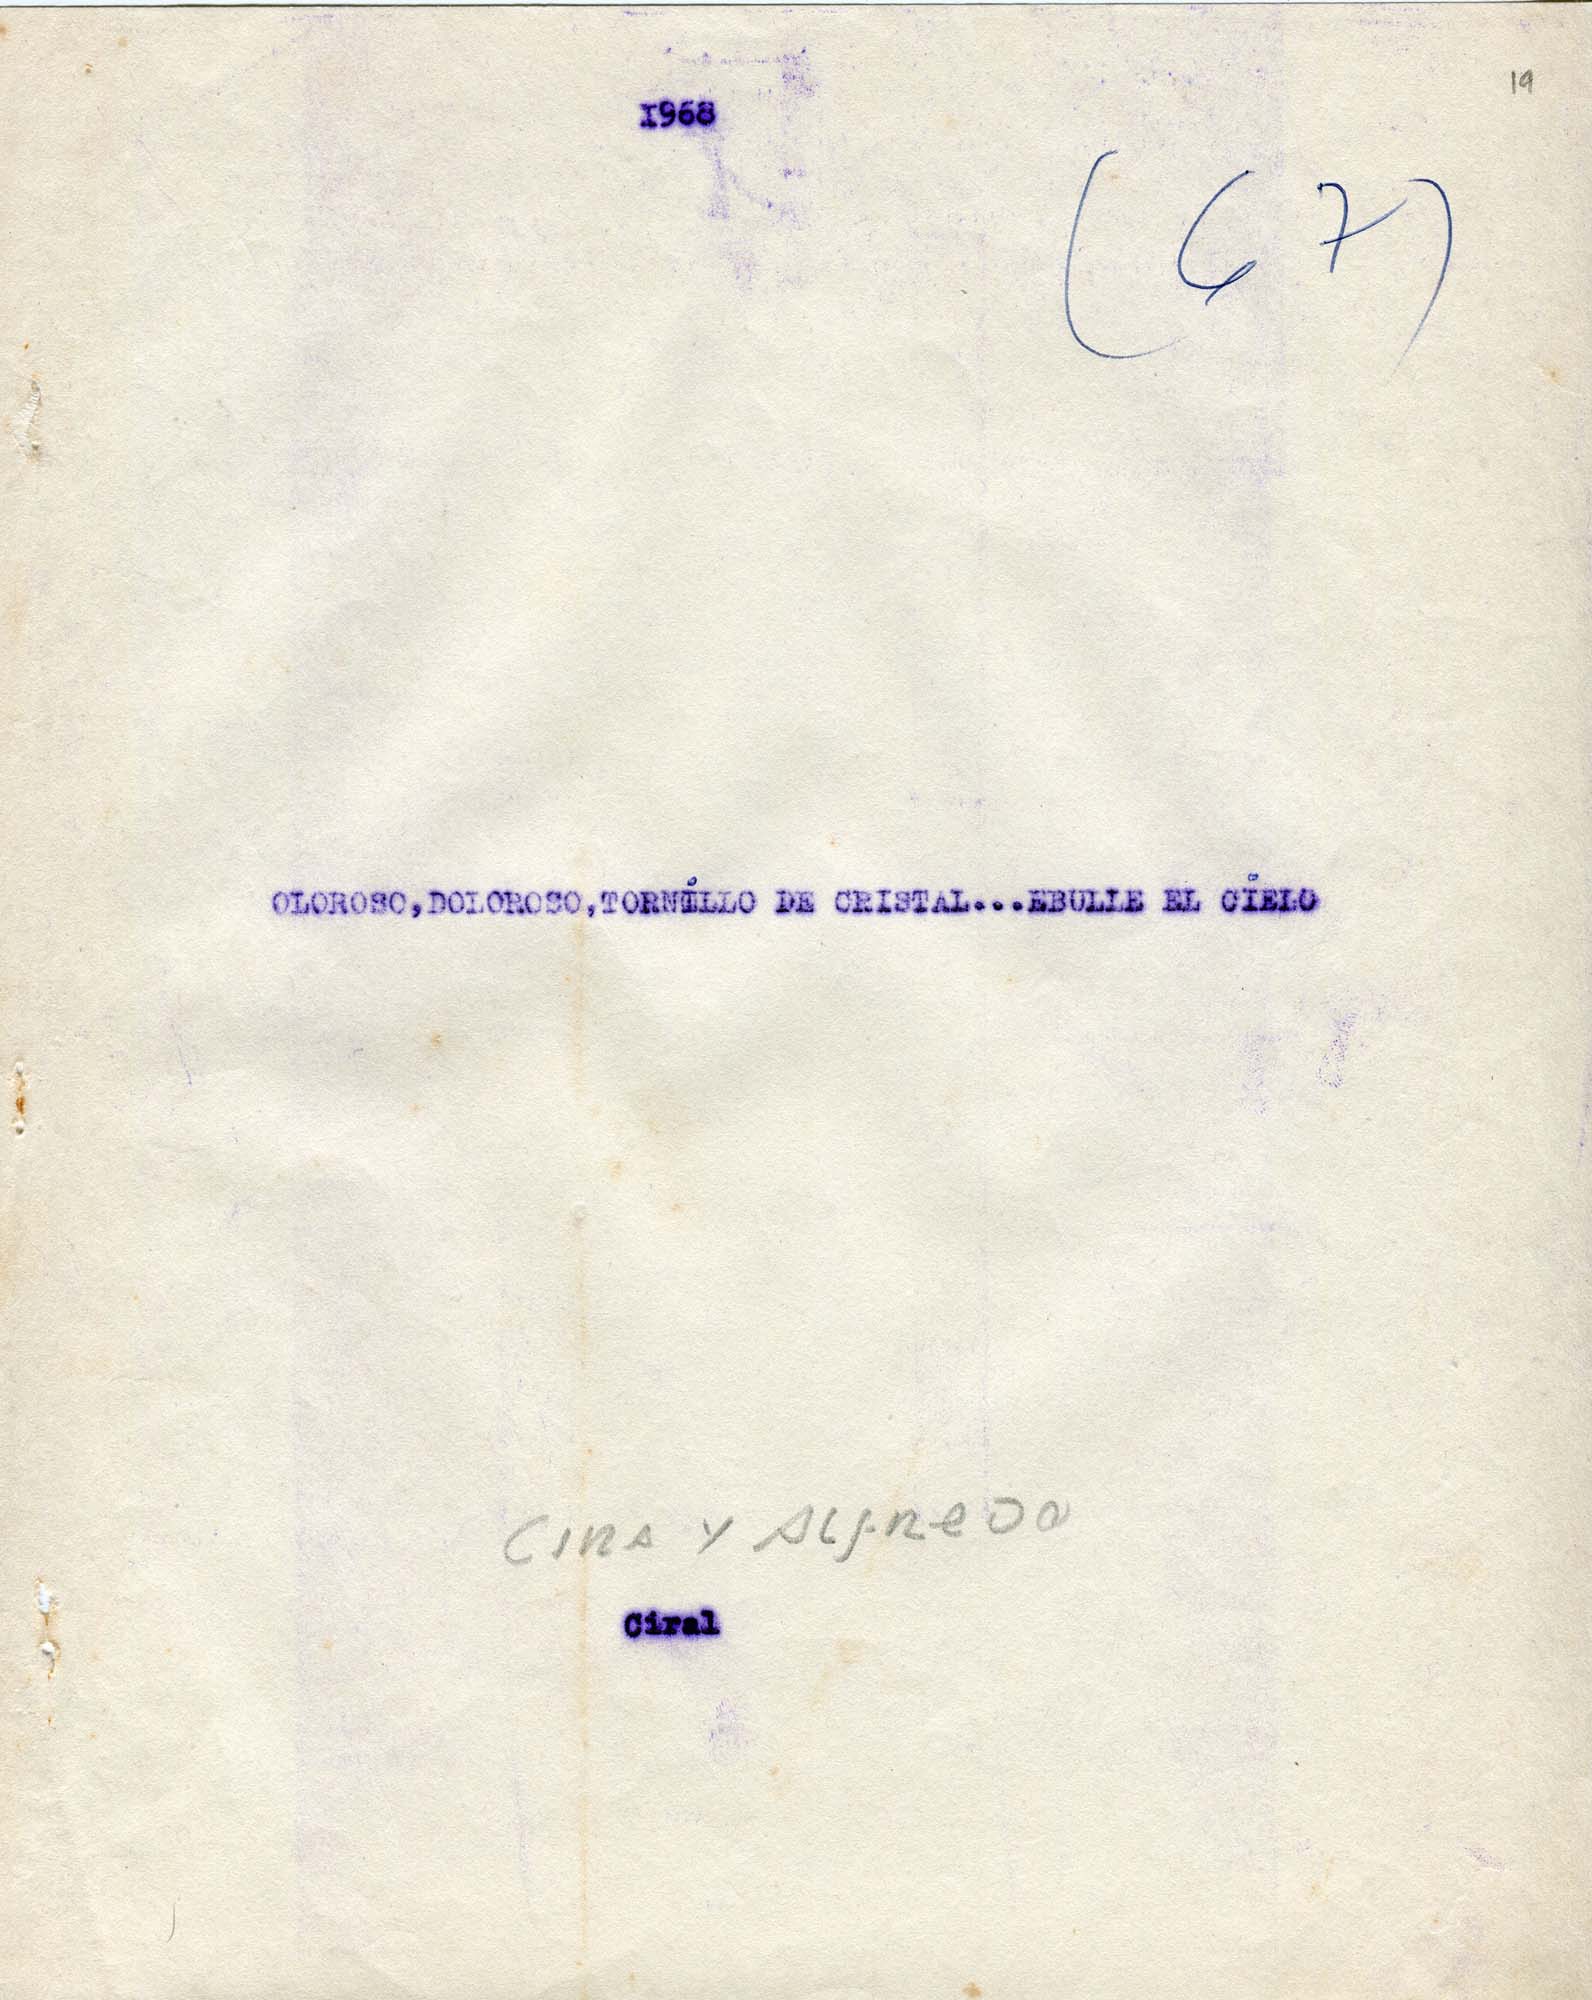 1968
19
(67)
OLOROSO,DOLOROSO,TORNILLO DE CRISTAL...EBULLE EL CIELO
CIRA Y ALFREDO
Ciral